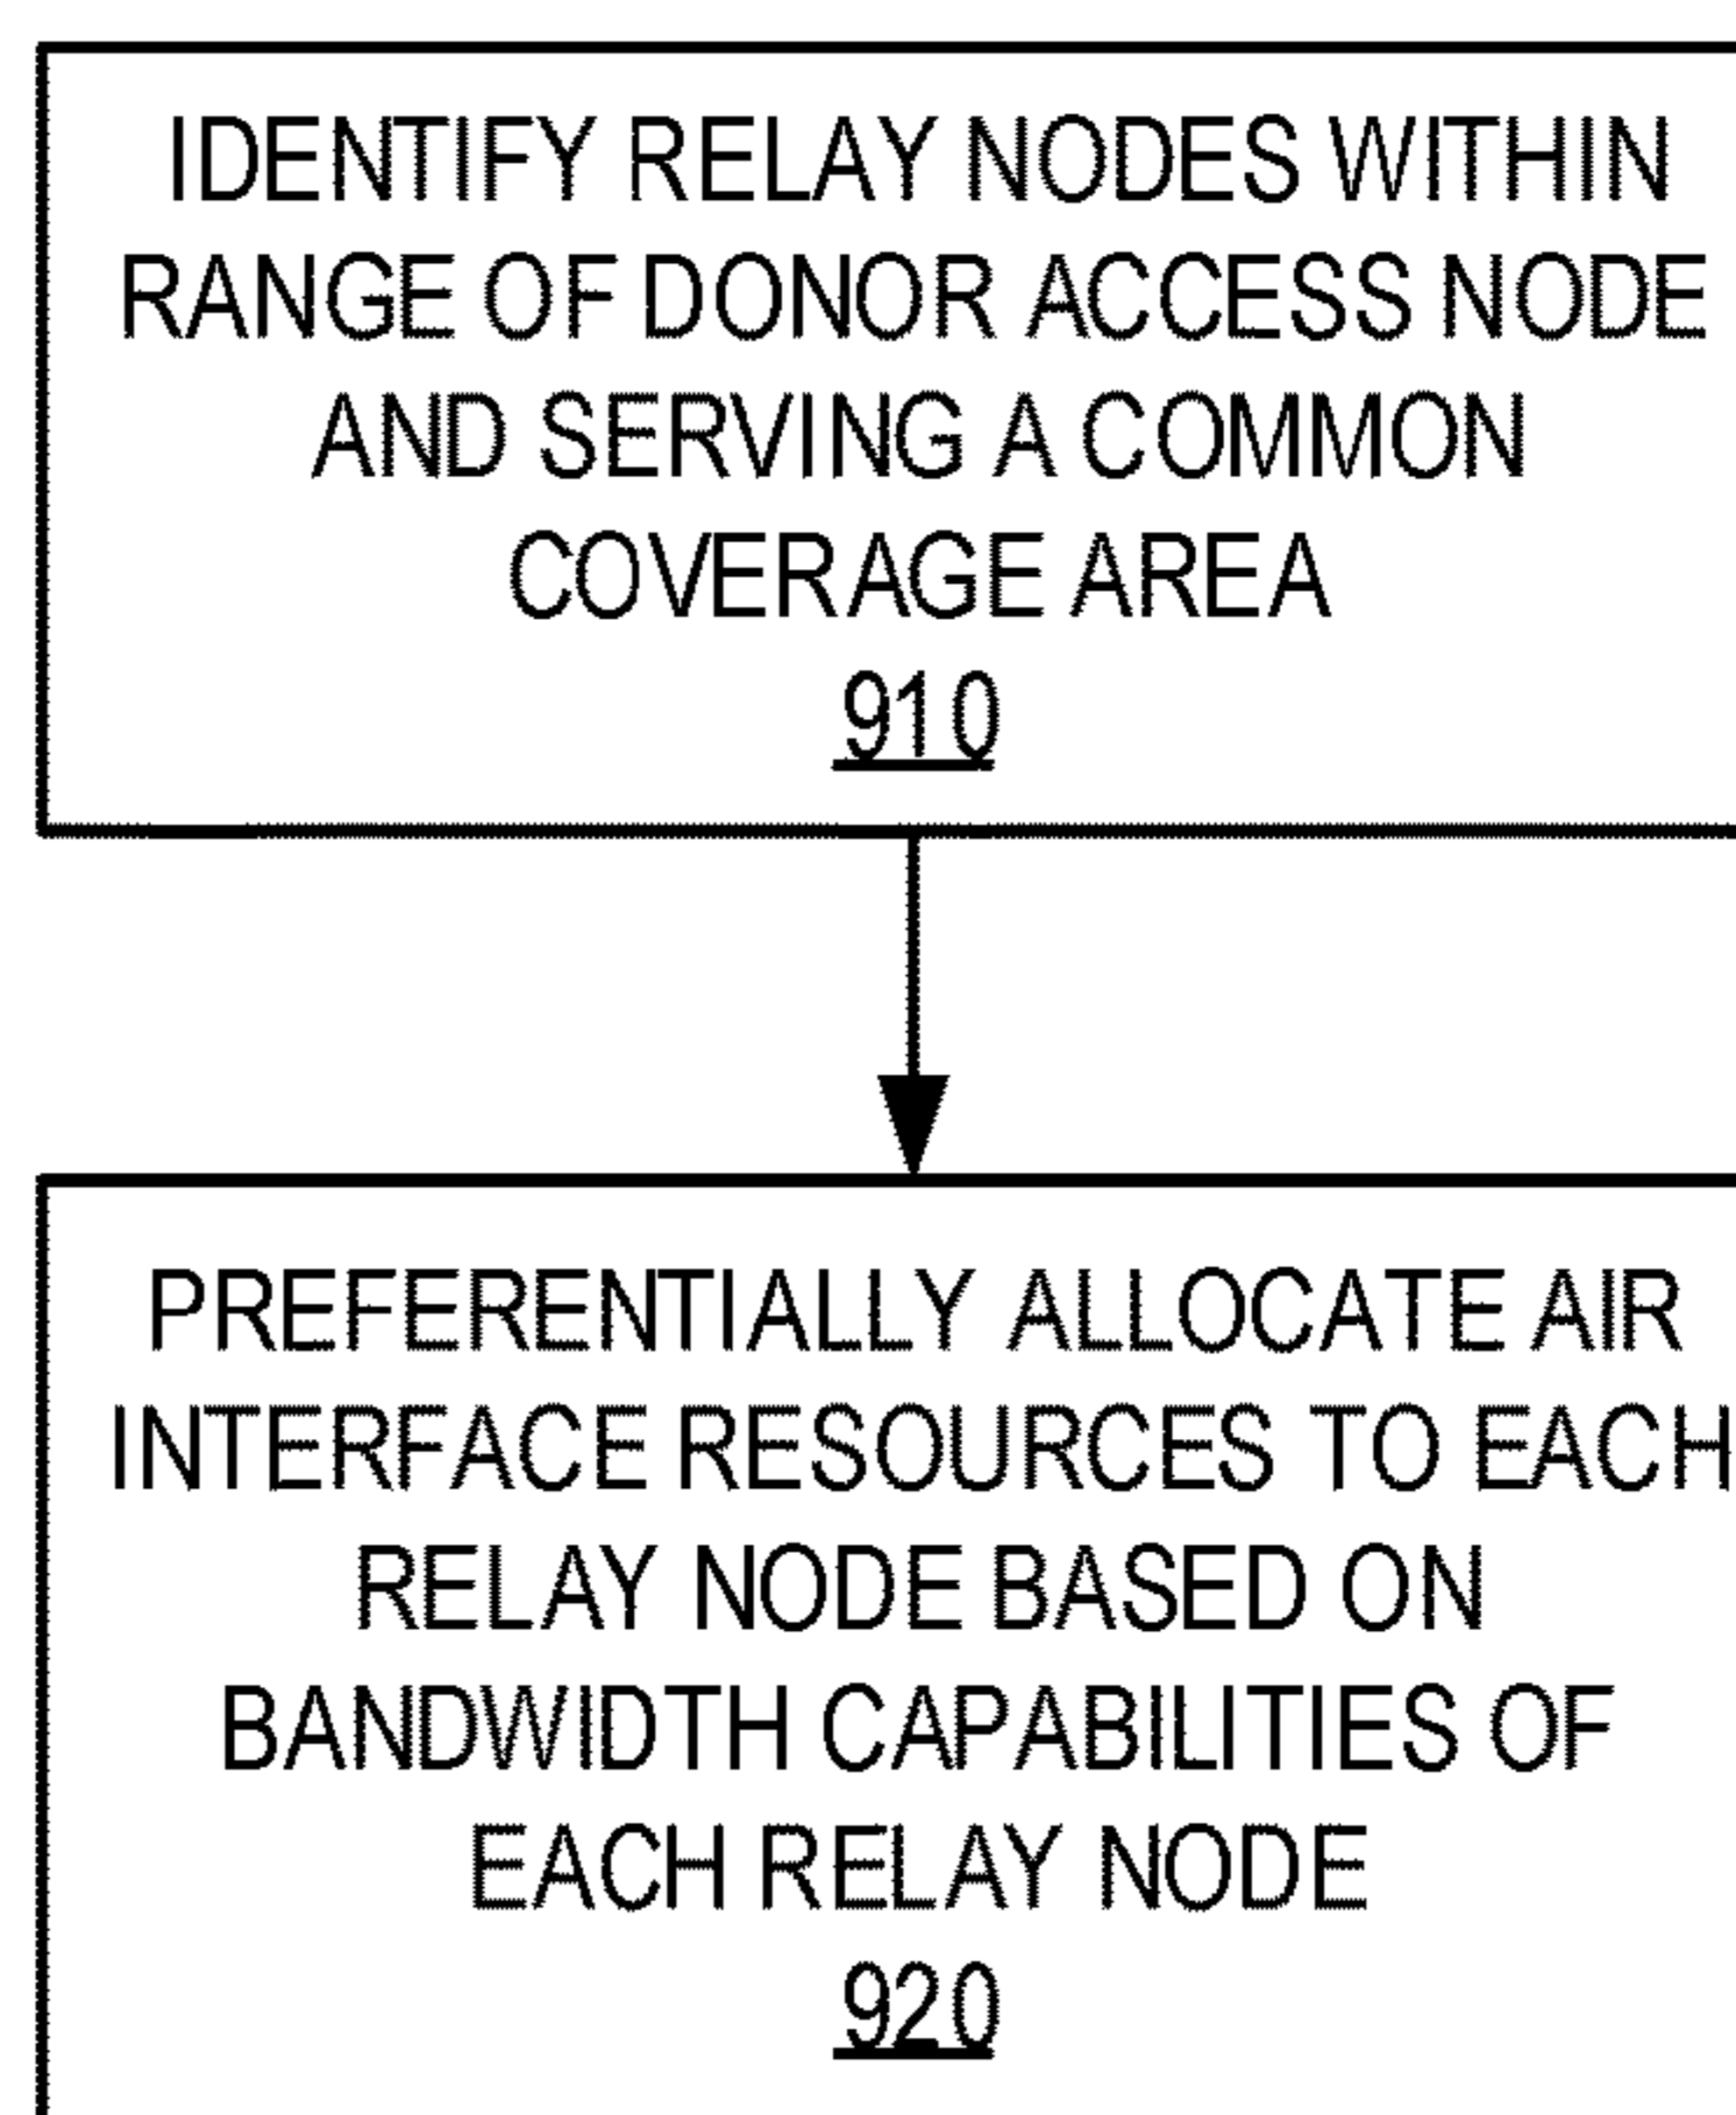 IDENTIFY RELAY NODES WITHIN
RANGE OF DONOR ACCESS NODE
AND SERVING A COMMON
COVERAGE AREA
910
PREFERENTIALLY ALLOCATE AIR
INTERFACE RESOURCES TO EACH
RELAY NODE BASED ON
BANDWIDTH CAPABILITIES OF
EACH RELAY NODE
920